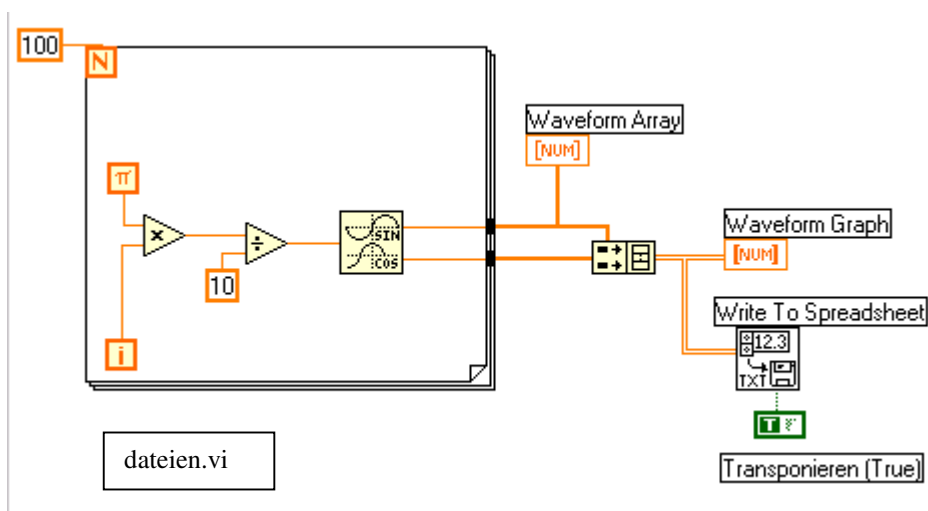 100
N
Waveform Array
[NUM]
π
SIN
COS
×
÷
10
i
Waveform Graph
[NUM]
Write To Spreadsheet
12.3
TXT
T
Transponieren (True)
dateien.vi